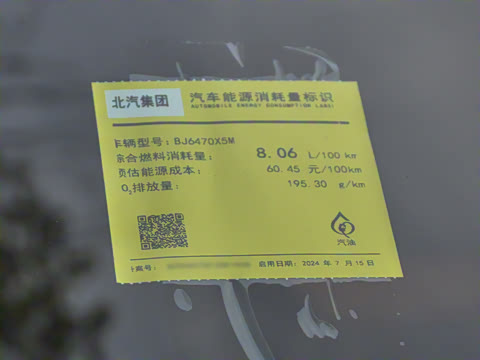 北汽集团 汽车能源消耗量标识
AUTOMOBILE ENERGY CONSUMPTION LABEL
车辆型号：BJ6470X5M
综合燃料消耗量： 8.06 L/100 km
预估能源成本： 60.45 元/100km
CO₂排放量： 195.30 g/km
汽油
备案号： 启用日期：2024 年 7 月 15 日